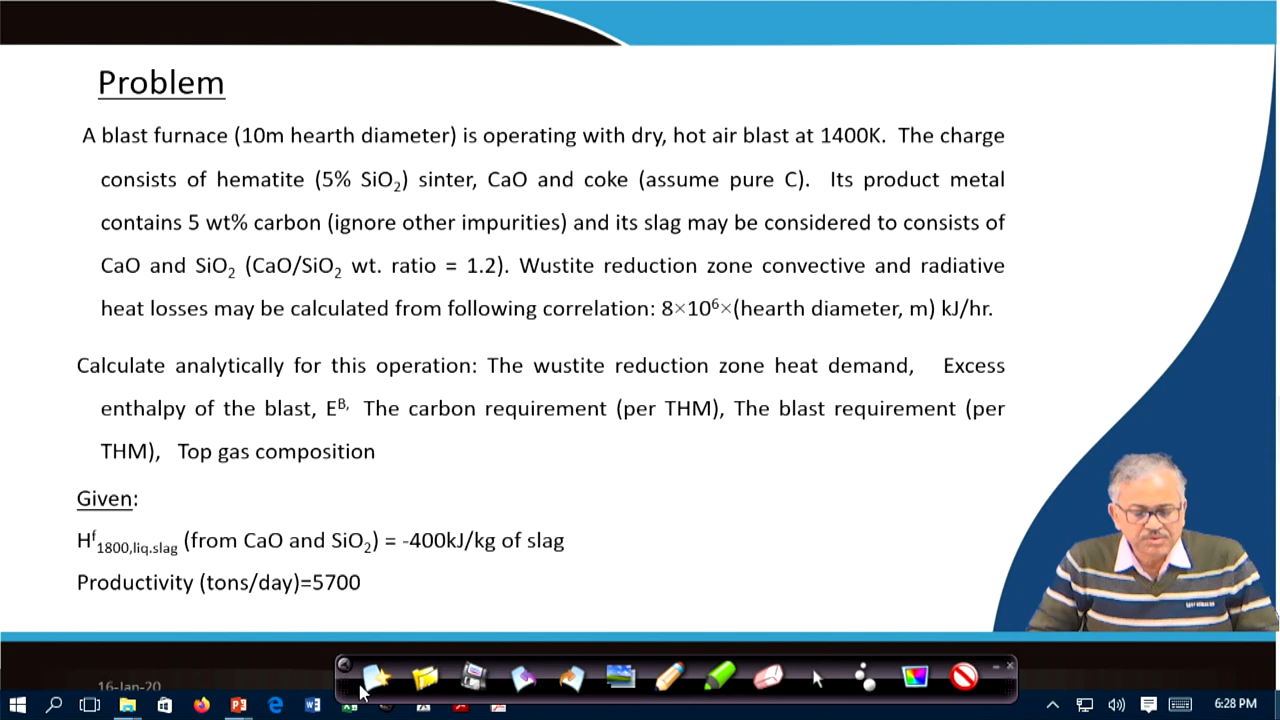 Problem
A blast furnace (10m hearth diameter) is operating with dry, hot air blast at 1400K. The charge
consists of hematite (5% SiO₂) sinter, CaO and coke (assume pure C). Its product metal
contains 5 wt% carbon (ignore other impurities) and its slag may be considered to consists of
CaO and SiO₂ (CaO/SiO₂ wt. ratio = 1.2). Wustite reduction zone convective and radiative
heat losses may be calculated from following correlation: 8×10⁶×(hearth diameter, m) kJ/hr.
Calculate analytically for this operation: The wustite reduction zone heat demand, Excess
enthalpy of the blast, Eᴮ, The carbon requirement (per THM), The blast requirement (per
THM), Top gas composition
Given:
Hᶠ₁₈₀₀,liq.slag (from CaO and SiO₂) = -400kJ/kg of slag
Productivity (tons/day)=5700
16-Jan-20
6:28 PM